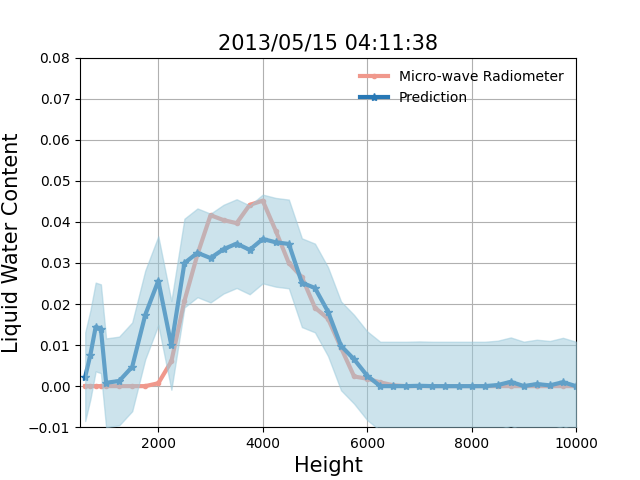 2013/05/15 04:11:38
0.08
0.07
0.06
0.05
0.04
0.03
0.02
0.01
0.00
−0.01
Liquid Water Content
Micro-wave Radiometer
Prediction
2000 4000 6000 8000 10000
Height